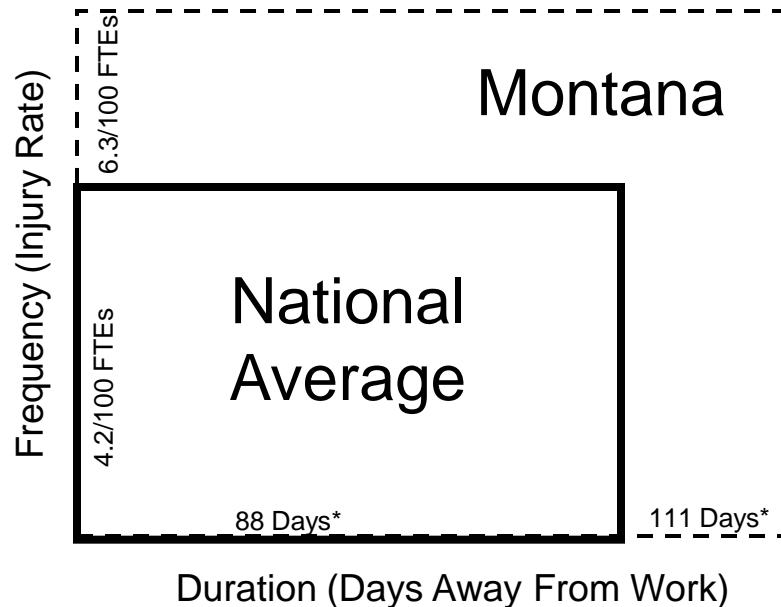 Frequency (Injury Rate)
6.3/100 FTEs
Montana
4.2/100 FTEs
National
Average
88 Days*
111 Days*
Duration (Days Away From Work)